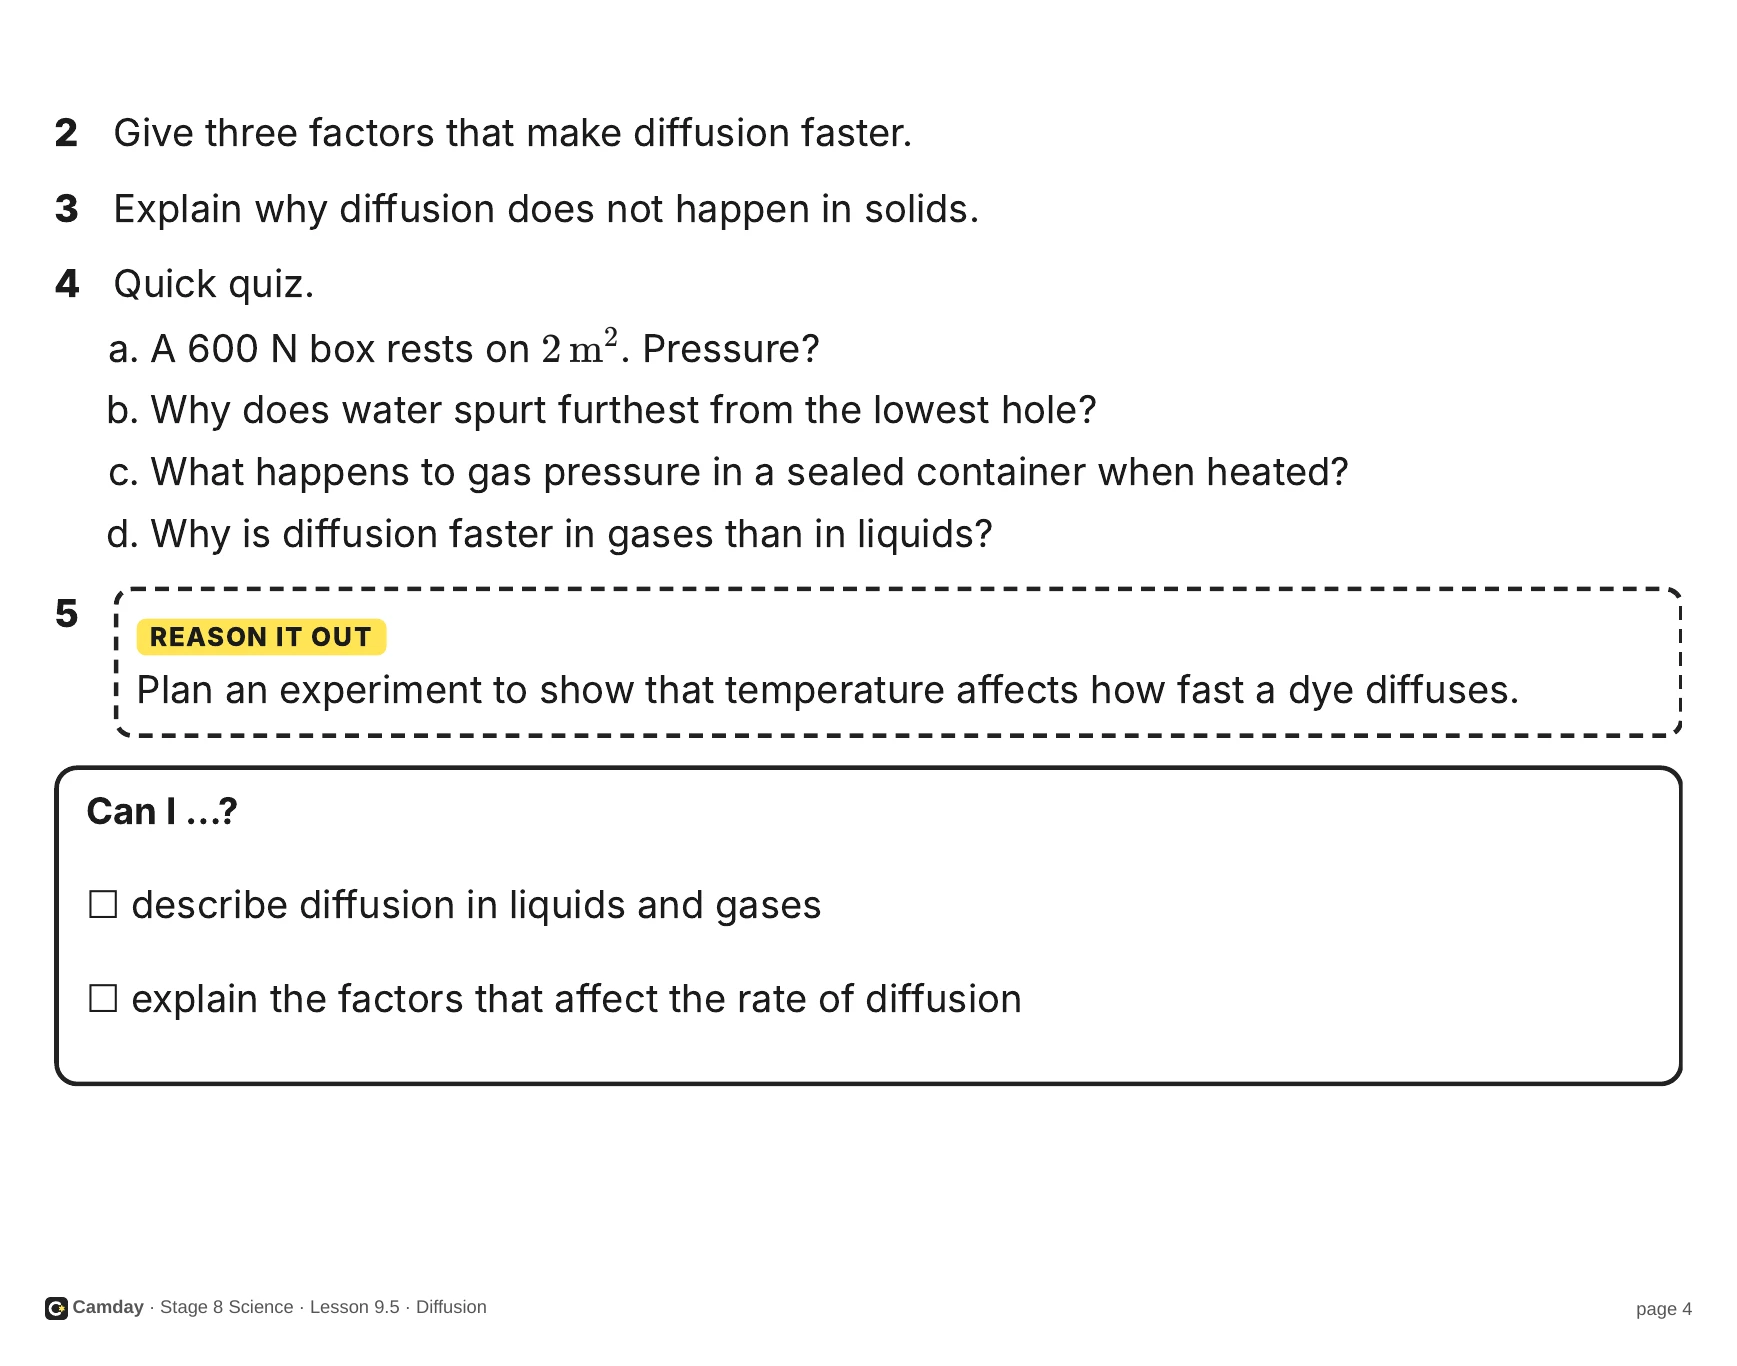 2 Give three factors that make diffusion faster.
3 Explain why diffusion does not happen in solids.
4 Quick quiz.
a. A 600 N box rests on 2 m². Pressure?
b. Why does water spurt furthest from the lowest hole?
c. What happens to gas pressure in a sealed container when heated?
d. Why is diffusion faster in gases than in liquids?
5 REASON IT OUT
Plan an experiment to show that temperature affects how fast a dye diffuses.
Can I …?
☐ describe diffusion in liquids and gases
☐ explain the factors that affect the rate of diffusion
Camday · Stage 8 Science · Lesson 9.5 · Diffusion
page 4